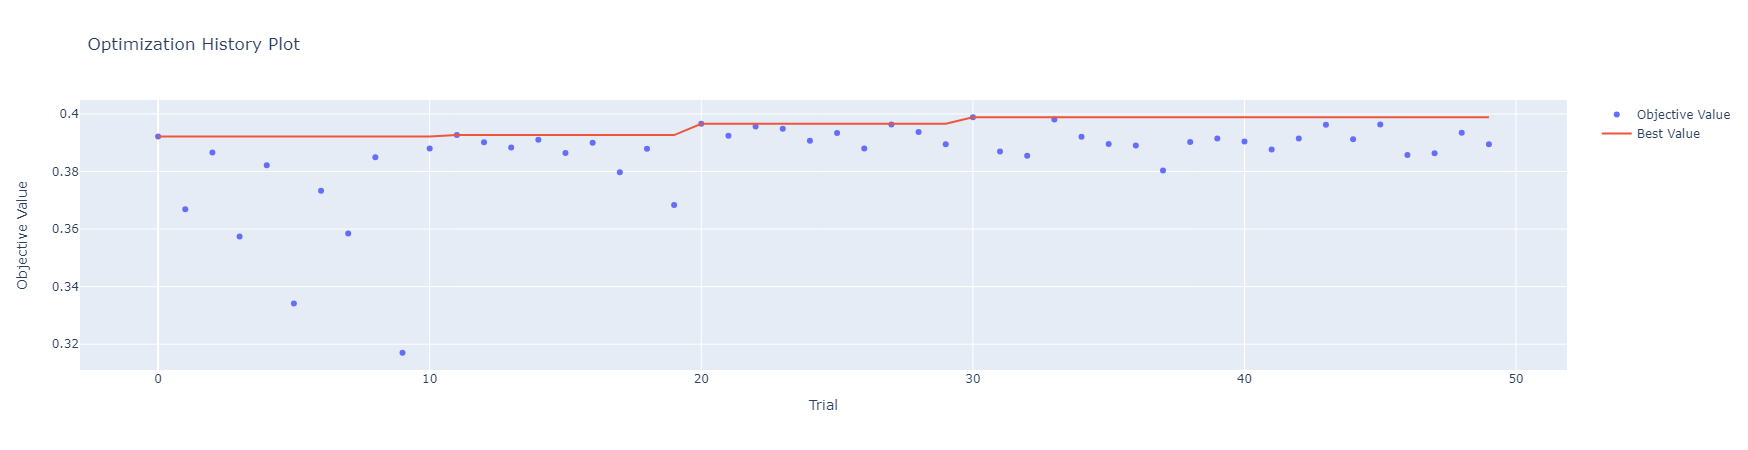 Optimization History Plot
Objective Value
Best Value
0.4
0.38
0.36
0.34
0.32
Objective Value
0 10 20 30 40 50
Trial